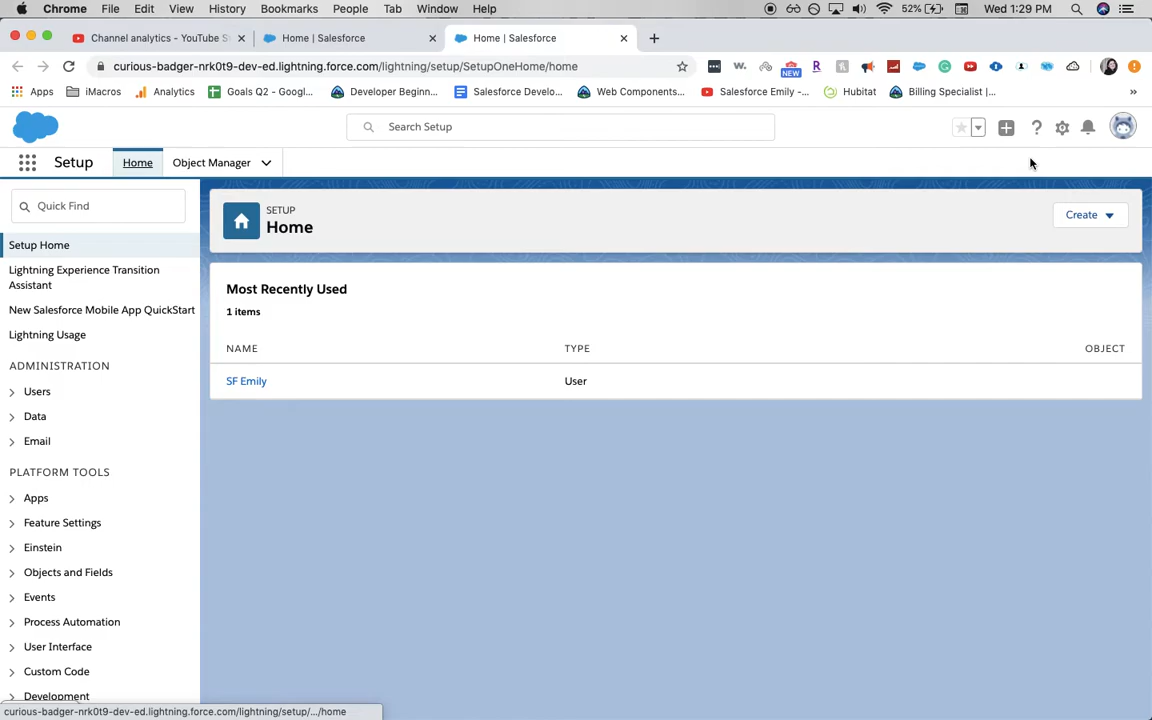 Chrome File Edit View History Bookmarks People Tab Window Help 52% Wed 1:29 PM
Channel analytics - YouTube S Home | Salesforce Home | Salesforce
curious-badger-nrk0t9-dev-ed.lightning.force.com/lightning/setup/SetupOneHome/home
NEW
Apps iMacros Analytics Goals Q2 - Googl... Developer Beginn... Salesforce Develo... Web Components... Salesforce Emily -... Hubitat Billing Specialist |...
Search Setup
Setup Home Object Manager
Quick Find
SETUP
Home
Create
Setup Home
Lightning Experience Transition
Assistant
New Salesforce Mobile App QuickStart
Lightning Usage
ADMINISTRATION
Users
Data
Email
PLATFORM TOOLS
Apps
Feature Settings
Einstein
Objects and Fields
Events
Process Automation
User Interface
Custom Code
Development
Most Recently Used
1 items
NAME TYPE OBJECT
SF Emily User
curious-badger-nrk0t9-dev-ed.lightning.force.com/lightning/setup/.../home